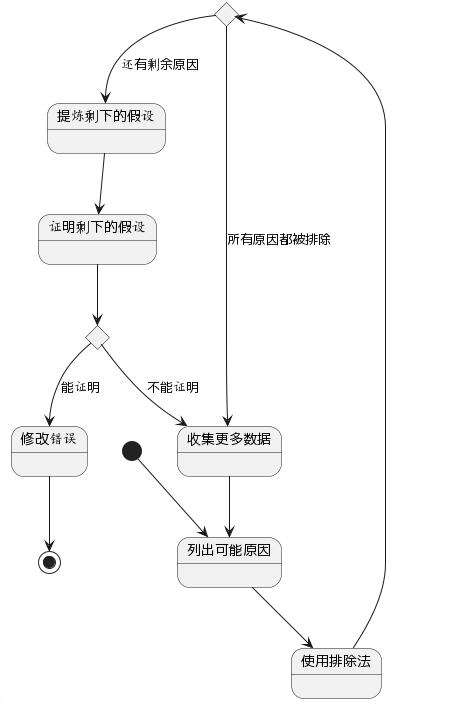 还有剩余原因
提炼剩下的假设
证明剩下的假设
所有原因都被排除
能证明
不能证明
修改错误
收集更多数据
列出可能原因
使用排除法